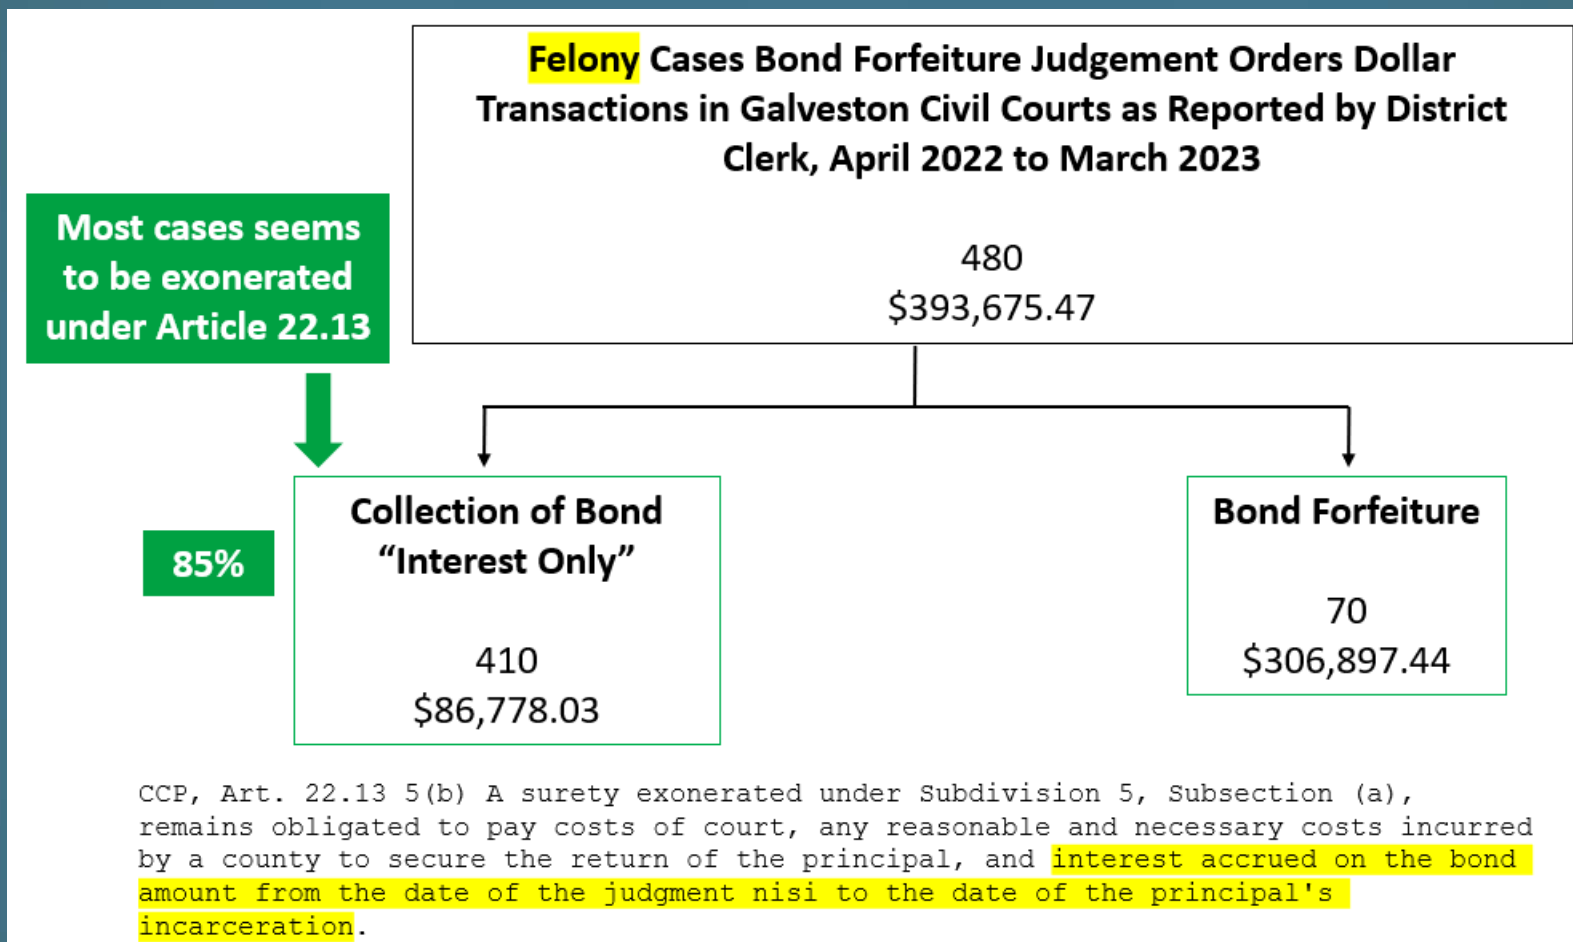 Felony Cases Bond Forfeiture Judgement Orders Dollar
Transactions in Galveston Civil Courts as Reported by District
Clerk, April 2022 to March 2023
480
$393,675.47
Most cases seems
to be exonerated
under Article 22.13
85%
Collection of Bond
“Interest Only”
410
$86,778.03
Bond Forfeiture
70
$306,897.44
CCP, Art. 22.13 5(b) A surety exonerated under Subdivision 5, Subsection (a),
remains obligated to pay costs of court, any reasonable and necessary costs incurred
by a county to secure the return of the principal, and interest accrued on the bond
amount from the date of the judgment nisi to the date of the principal's
incarceration.